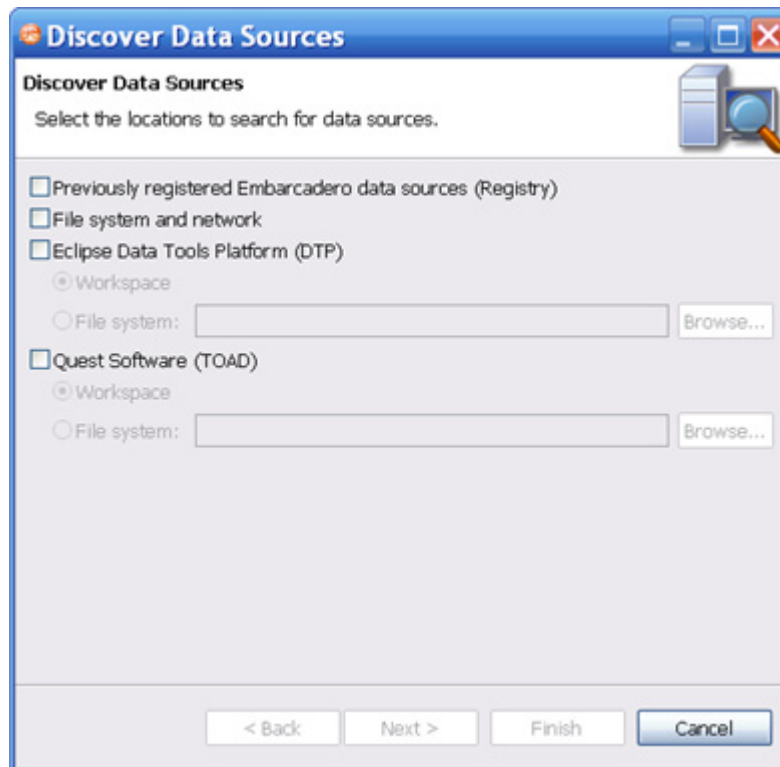 Discover Data Sources
Discover Data Sources
Select the locations to search for data sources.
Previously registered Embarcadero data sources (Registry)
File system and network
Eclipse Data Tools Platform (DTP)
Workspace
File system: Browse...
Quest Software (TOAD)
Workspace
File system: Browse...
< Back Next > Finish Cancel